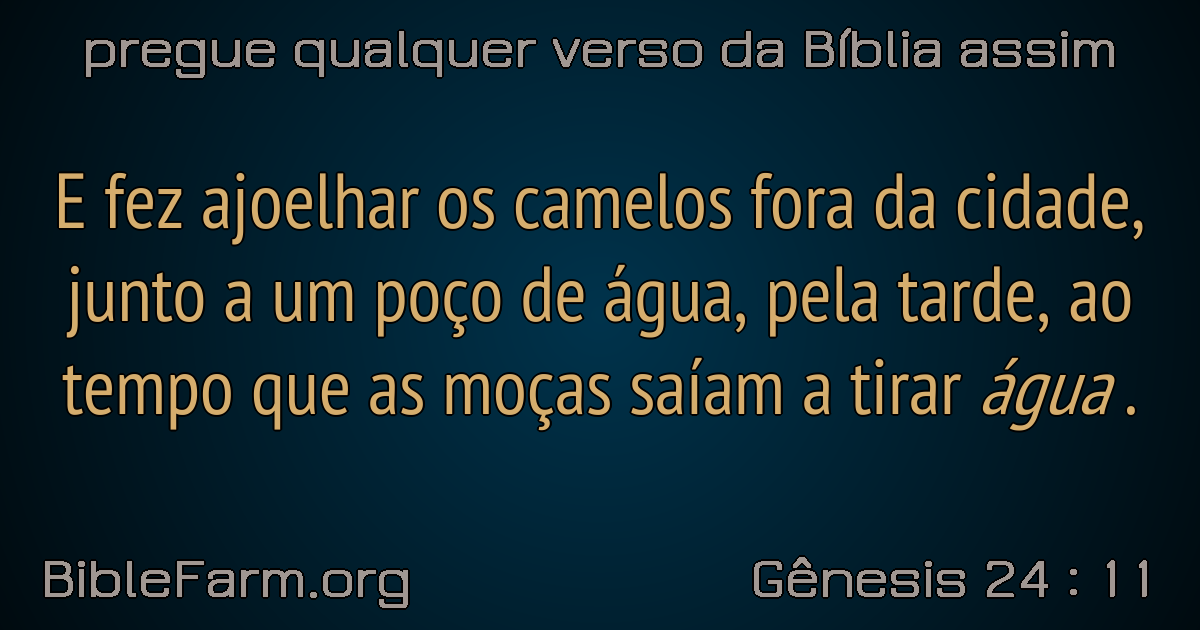 pregue qualquer verso da Bíblia assim
E fez ajoelhar os camelos fora da cidade,
junto a um poço de água, pela tarde, ao
tempo que as moças saíam a tirar água .
BibleFarm.org
Gênesis 24 : 11